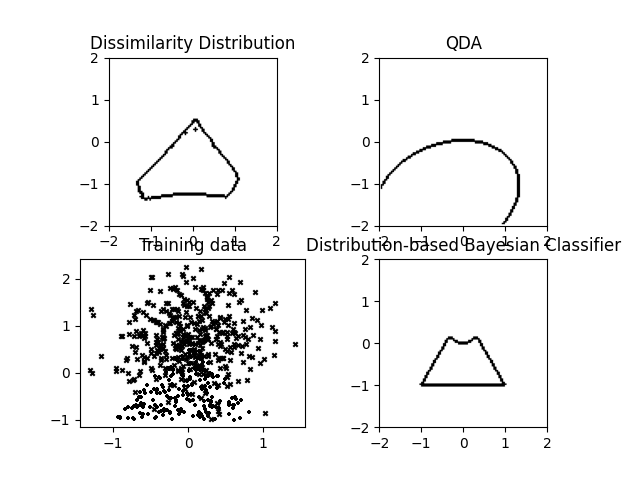 Dissimilarity Distribution
2
1
0
−1
−2
−2 −1 0 1 2
QDA
2
1
0
−1
−2
−2 −1 0 1 2
Training data
2
1
0
−1
−1 0 1
Distribution-based Bayesian Classifier
2
1
0
−1
−2
−2 −1 0 1 2